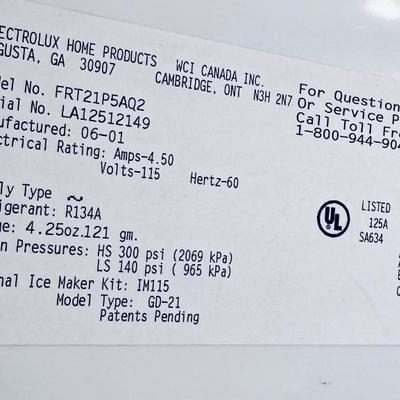 ECTROLUX HOME PRODUCTS WCI CANADA INC.
GUSTA, GA 30907 CAMBRIDGE, ONT N3H 2N7
For Question
Or Service P
Call Toll Fr
1-800-944-904
el No. FRT21P5AQ2
ial No. LA12512149
ufactured: 06-01
ctrical Rating: Amps-4.50
Volts-115 Hertz-60
ly Type ~
igerant: R134A
ge: 4.25oz.121 gm.
n Pressures: HS 300 psi (2069 kPa)
LS 140 psi ( 965 kPa)
nal Ice Maker Kit: IM115
Model Type: GD-21
Patents Pending
UL
LISTED
125A
SA634